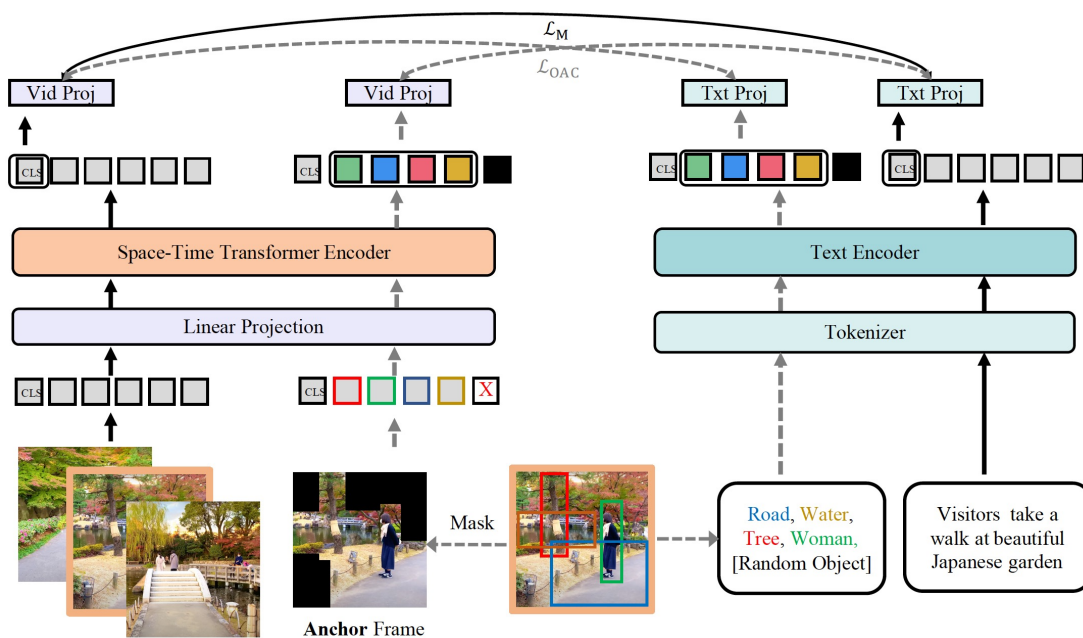 ℒ_M
ℒ_OAC
Vid Proj
Vid Proj
Txt Proj
Txt Proj
CLS
CLS
CLS
CLS
Space-Time Transformer Encoder
Text Encoder
Linear Projection
Tokenizer
CLS
CLS
X
Mask
Road, Water,
Tree, Woman,
[Random Object]
Visitors take a
walk at beautiful
Japanese garden
Anchor Frame